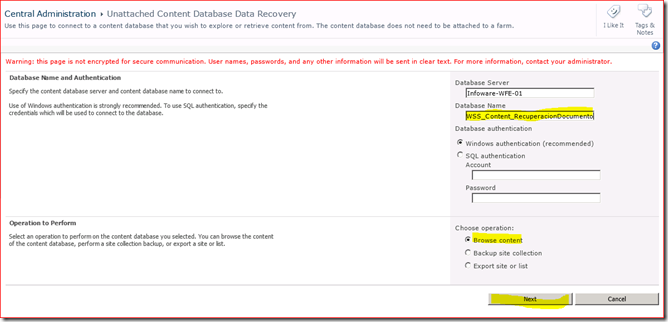 Central Administration ▸ Unattached Content Database Data Recovery
Use this page to connect to a content database that you wish to explore or retrieve content from. The content database does not need to be attached to a farm.
I Like It
Tags & Notes
Warning: this page is not encrypted for secure communication. User names, passwords, and any other information will be sent in clear text. For more information, contact your administrator.
Database Name and Authentication
Specify the content database server and content database name to connect to.
Use of Windows authentication is strongly recommended. To use SQL authentication, specify the
credentials which will be used to connect to the database.
Database Server
Infoware-WFE-01
Database Name
WSS_Content_RecuperacionDocumento
Database authentication
Windows authentication (recommended)
SQL authentication
Account
Password
Operation to Perform
Select an operation to perform on the content database you selected. You can browse the content
of the content database, perform a site collection backup, or export a site or list.
Choose operation:
Browse content
Backup site collection
Export site or list
Next
Cancel